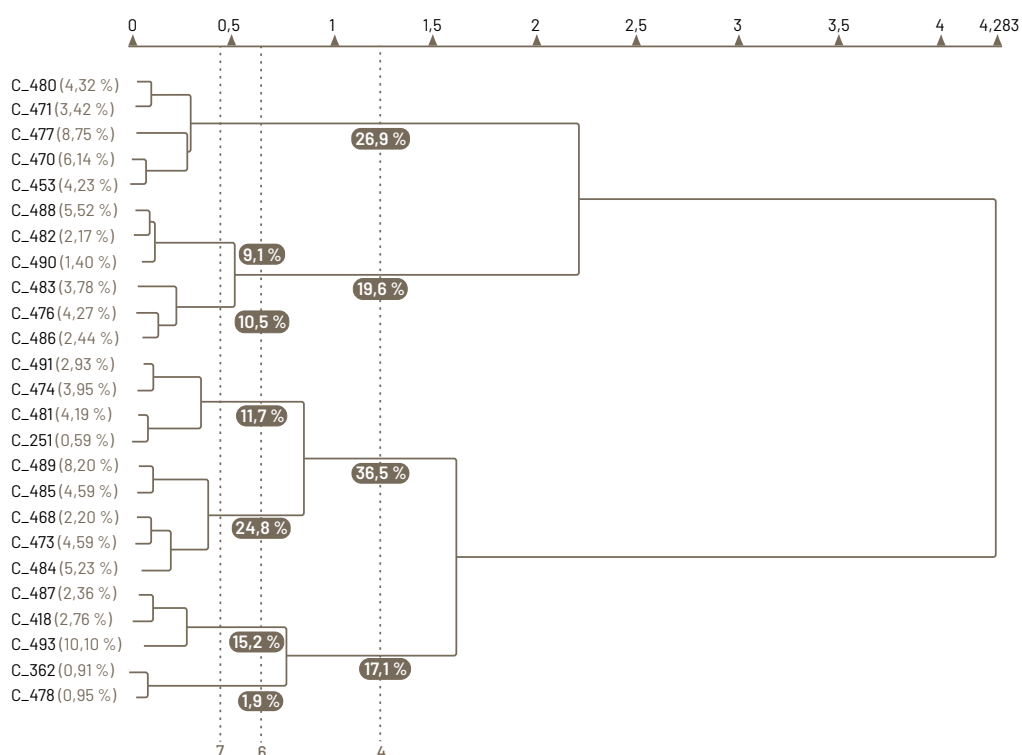 0 0,5 1 1,5 2 2,5 3 3,5 4 4,283
C_480 (4,32 %)
C_471 (3,42 %)
C_477 (8,75 %)
26,9 %
C_470 (6,14 %)
C_453 (4,23 %)
C_488 (5,52 %)
C_482 (2,17 %)
9,1 %
C_490 (1,40 %)
C_483 (3,78 %)
19,6 %
C_476 (4,27 %)
10,5 %
C_486 (2,44 %)
C_491 (2,93 %)
C_474 (3,95 %)
C_481 (4,19 %)
11,7 %
C_251 (0,59 %)
C_489 (8,20 %)
36,5 %
C_485 (4,59 %)
C_468 (2,20 %)
24,8 %
C_473 (4,59 %)
C_484 (5,23 %)
C_487 (2,36 %)
C_418 (2,76 %)
C_493 (10,10 %)
15,2 %
C_362 (0,91 %)
17,1 %
C_478 (0,95 %)
1,9 %
7 6 4